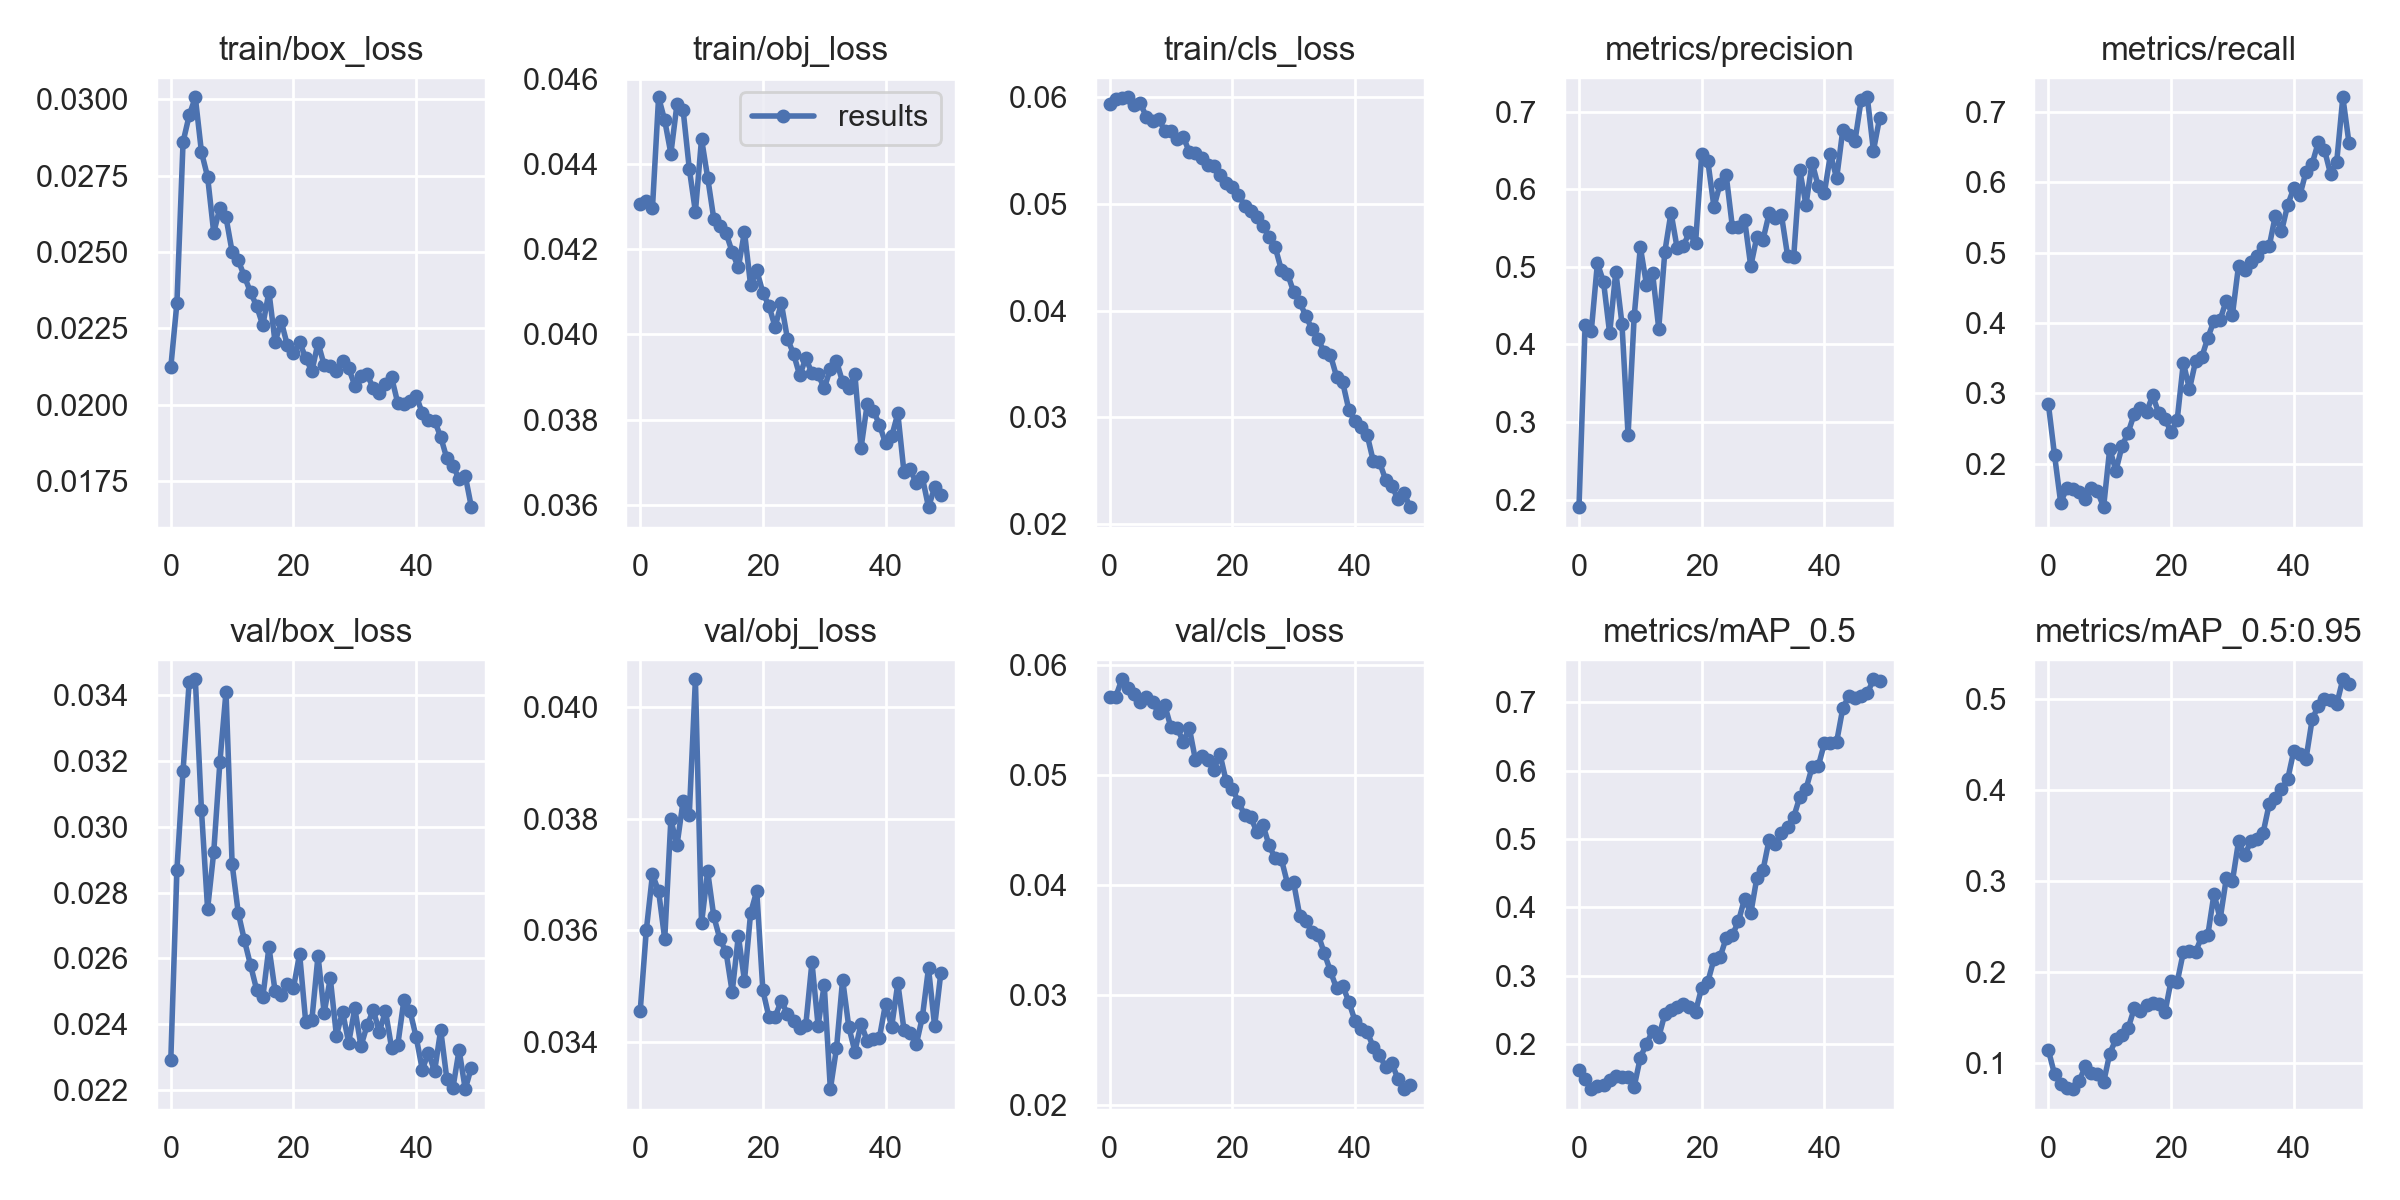 train/box_loss
0.0300
0.0275
0.0250
0.0225
0.0200
0.0175
0 20 40
train/obj_loss
results
0.046
0.044
0.042
0.040
0.038
0.036
0 20 40
train/cls_loss
0.06
0.05
0.04
0.03
0.02
0 20 40
metrics/precision
0.7
0.6
0.5
0.4
0.3
0.2
0 20 40
metrics/recall
0.7
0.6
0.5
0.4
0.3
0.2
0 20 40
val/box_loss
0.034
0.032
0.030
0.028
0.026
0.024
0.022
0 20 40
val/obj_loss
0.040
0.038
0.036
0.034
0 20 40
val/cls_loss
0.06
0.05
0.04
0.03
0.02
0 20 40
metrics/mAP_0.5
0.7
0.6
0.5
0.4
0.3
0.2
0 20 40
metrics/mAP_0.5:0.95
0.5
0.4
0.3
0.2
0.1
0 20 40